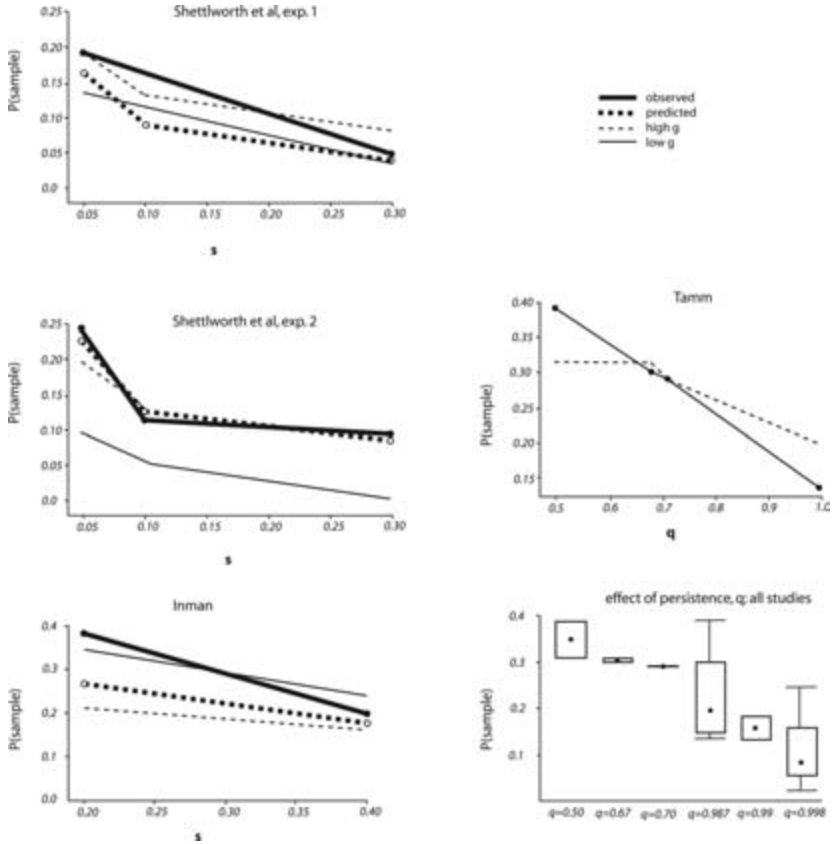 Shettlworth et al, exp. 1
0.25
0.20
0.15
0.10
0.05
0.0
P(sample)
0.05 0.10 0.15 0.20 0.25 0.30
s
observed
predicted
high g
low g
Shettlworth et al, exp. 2
0.25
0.20
0.15
0.10
0.05
0.0
P(sample)
0.05 0.10 0.15 0.20 0.25 0.30
s
Tamm
0.40
0.30
0.25
0.20
0.15
P(sample)
0.5 0.6 0.7 0.8 0.9 1.0
q
Inman
0.4
0.3
0.2
0.1
0.0
P(sample)
0.20 0.25 0.30 0.35 0.40
s
effect of persistence, q: all studies
0.4
0.3
0.2
0.1
P(sample)
q=0.50 q=0.67 q=0.70 q=0.987 q=0.99 q=0.998